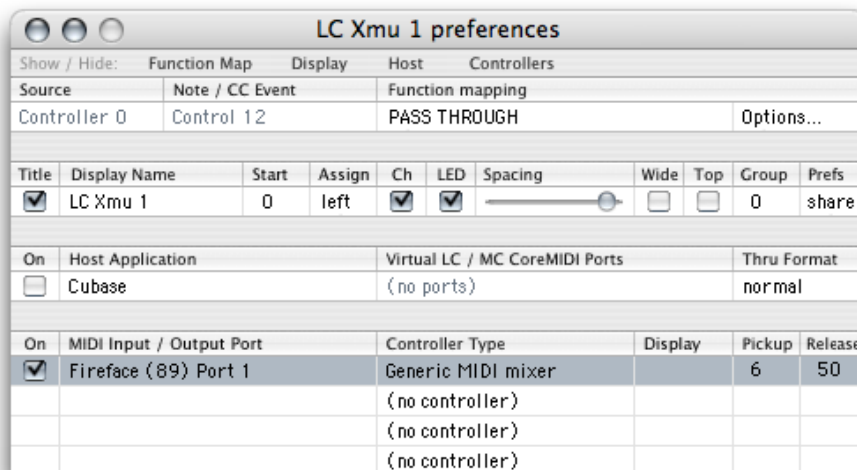 LC Xmu 1 preferences
Show / Hide: Function Map Display Host Controllers
Source Note / CC Event Function mapping
Controller 0 Control 12 PASS THROUGH Options...
Title Display Name Start Assign Ch LED Spacing Wide Top Group Prefs
LC Xmu 1 0 left 0 share
On Host Application Virtual LC / MC CoreMIDI Ports Thru Format
Cubase (no ports) normal
On MIDI Input / Output Port Controller Type Display Pickup Release
Fireface (89) Port 1 Generic MIDI mixer 6 50
(no controller)
(no controller)
(no controller)